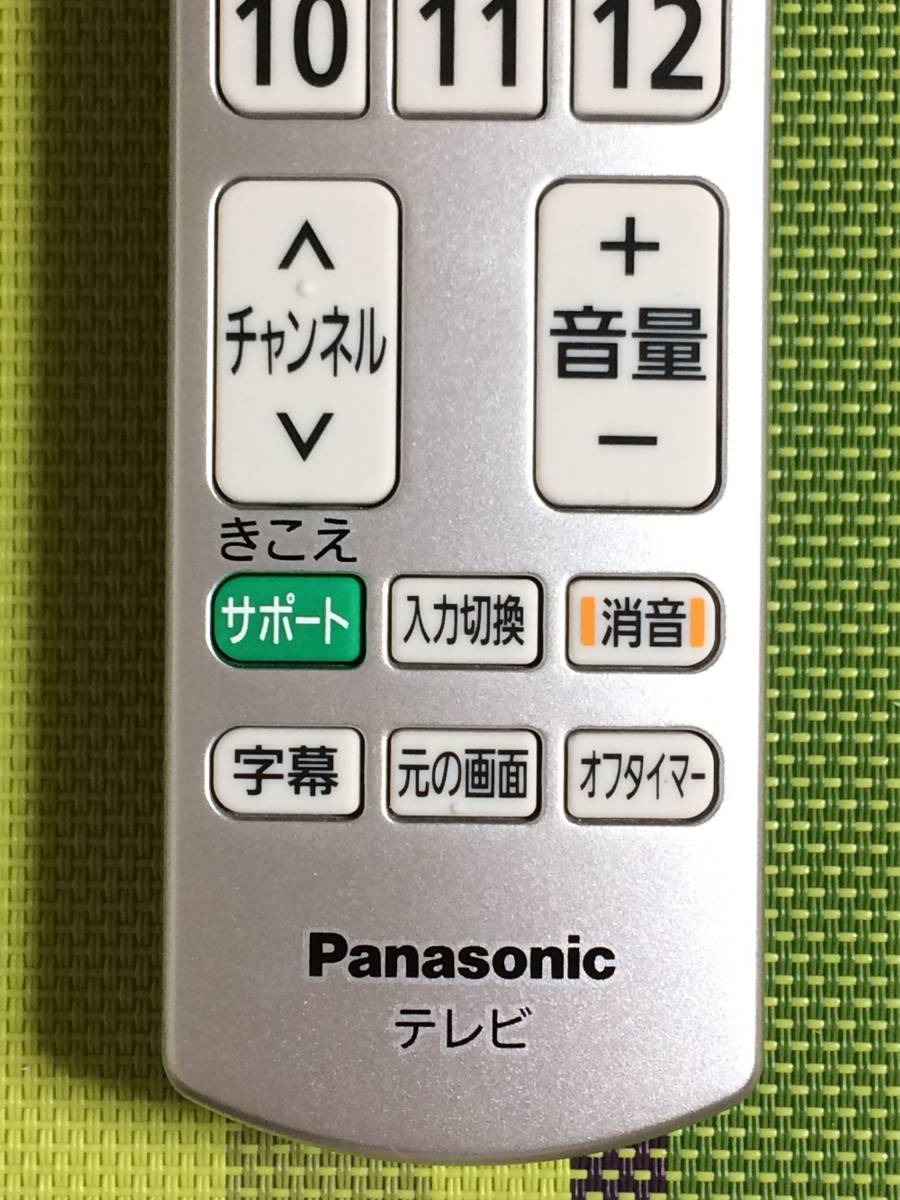 10 11 12
∧ +
チャンネル 音量
∨ −
きこえ
サポート 入力切換 消音
字幕 元の画面 オフタイマー
Panasonic
テレビ